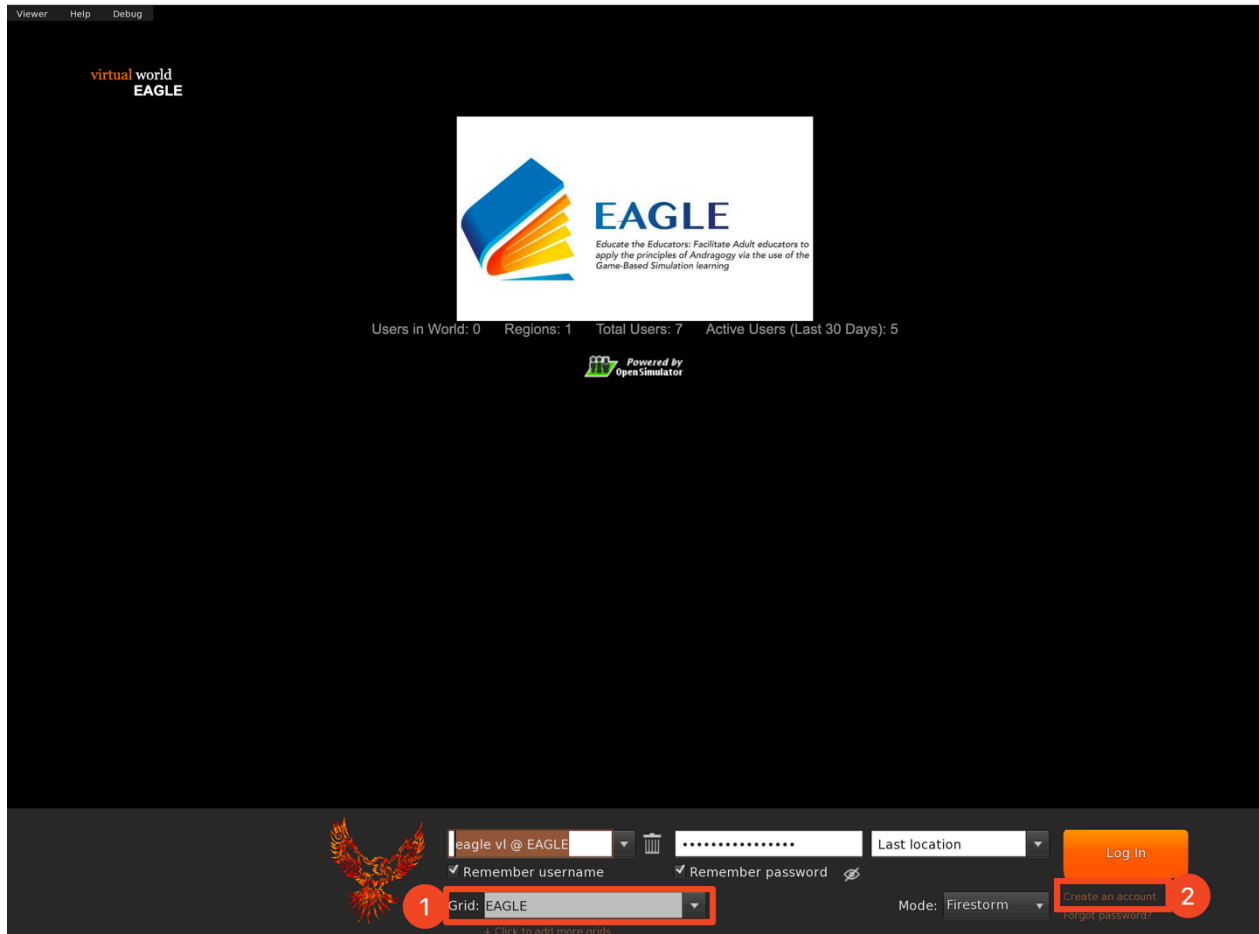 Viewer Help Debug
virtual world
EAGLE
EAGLE
Educate the Educators: Facilitate Adult educators to
apply the principles of Andragogy via the use of the
Game-Based Simulation learning
Users in World: 0 Regions: 1 Total Users: 7 Active Users (Last 30 Days): 5
Powered by
OpenSimulator
eagle vl @ EAGLE •••••••••••••••• Last location Log In
Remember username Remember password
1 Grid: EAGLE Mode: Firestorm Create an account 2
Forgot password?
+ Click to add more grids